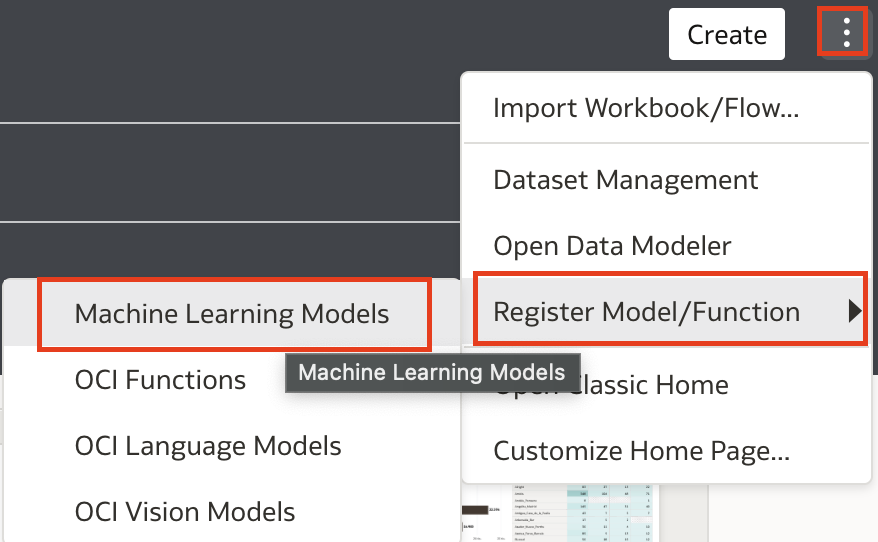 Create
Import Workbook/Flow...
Dataset Management
Open Data Modeler
Register Model/Function
Machine Learning Models
OCI Functions
Machine Learning Models
Classic Home
OCI Language Models
Customize Home Page...
OCI Vision Models